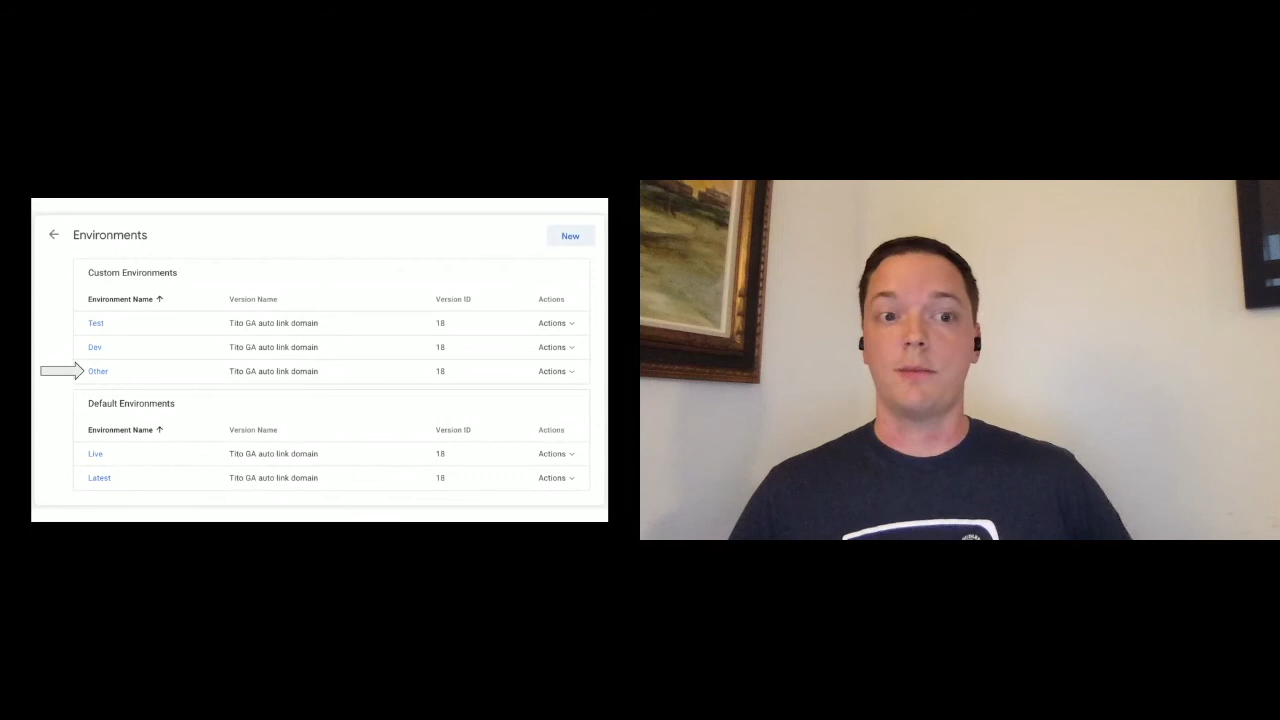 Environments
New
Custom Environments
Environment Name Version Name Version ID Actions
Test Tito GA auto link domain 18 Actions
Dev Tito GA auto link domain 18 Actions
Other Tito GA auto link domain 18 Actions
Default Environments
Environment Name Version Name Version ID Actions
Live Tito GA auto link domain 18 Actions
Latest Tito GA auto link domain 18 Actions